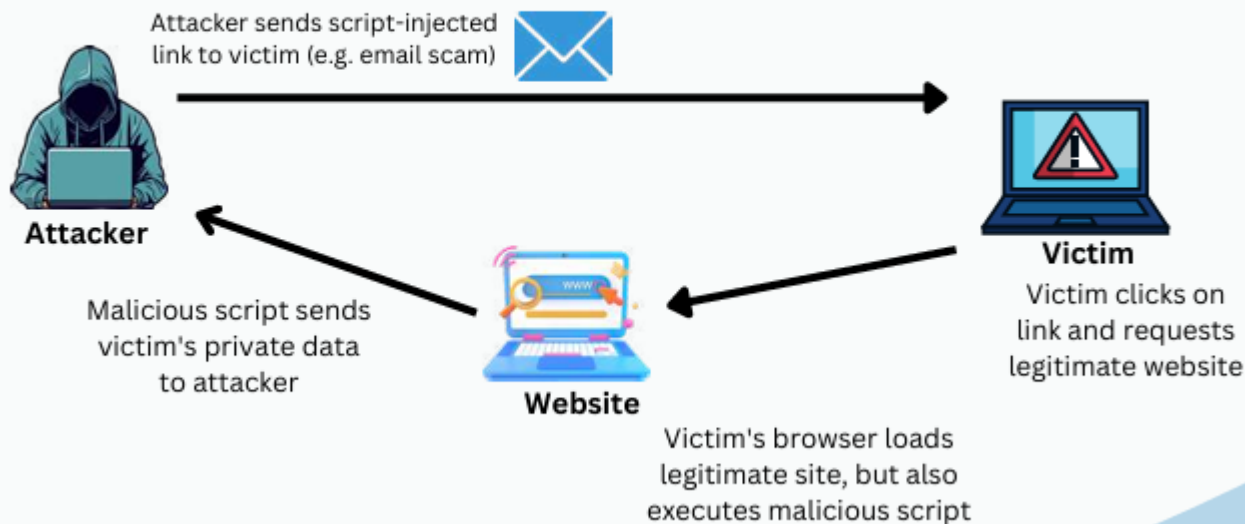 Attacker sends script-injected
link to victim (e.g. email scam)
Attacker
Victim
Victim clicks on
link and requests
legitimate website
www
Website
Malicious script sends
victim's private data
to attacker
Victim's browser loads
legitimate site, but also
executes malicious script